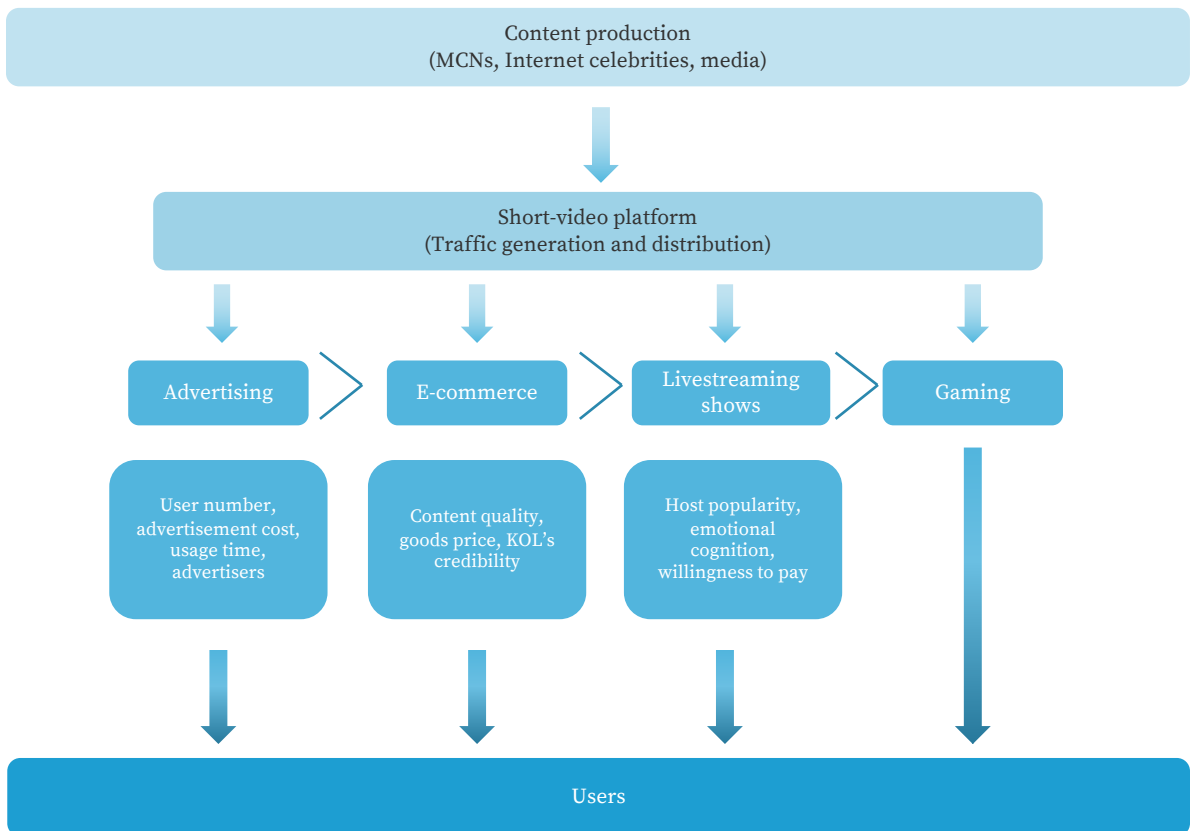 Content production
(MCNs, Internet celebrities, media)
Short-video platform
(Traffic generation and distribution)
Advertising
E-commerce
Livestreaming
shows
Gaming
User number,
advertisement cost,
usage time,
advertisers
Content quality,
goods price, KOL’s
credibility
Host popularity,
emotional
cognition,
willingness to pay
Users